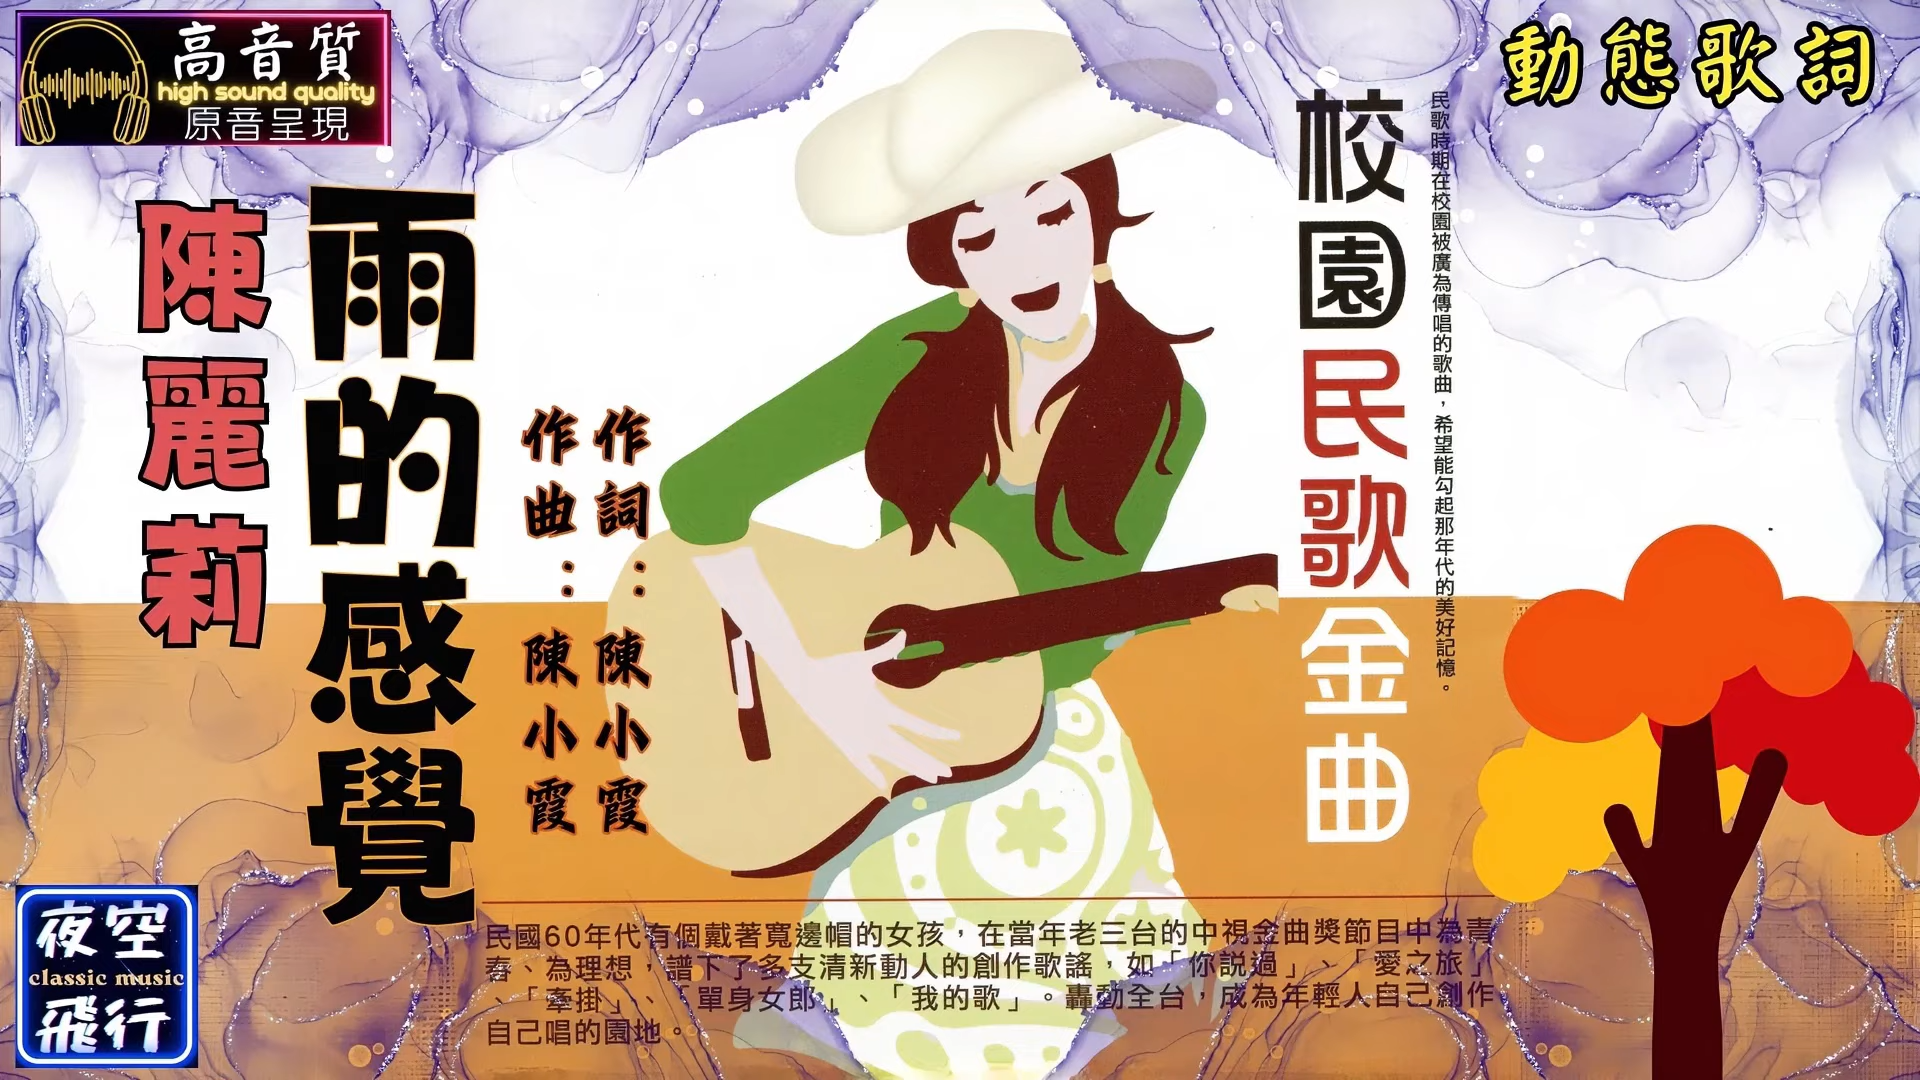 高音質
high sound quality
原音呈現
動態歌詞
陳麗莉
雨的感覺
作詞：陳小霞
作曲：陳小霞
校園民歌金曲
民歌時期在校園被廣為傳唱的歌曲，希望能勾起那年代的美好記憶。
民國60年代有個戴著寬邊帽的女孩，在當年老三台的中視金曲獎節目中為青
春、為理想，譜下了多支清新動人的創作歌謠，如「你說過」、「愛之旅」
、「牽掛」、「單身女郎」、「我的歌」。轟動全台，成為年輕人自己創作
自己唱的園地。
夜空
classic music
飛行